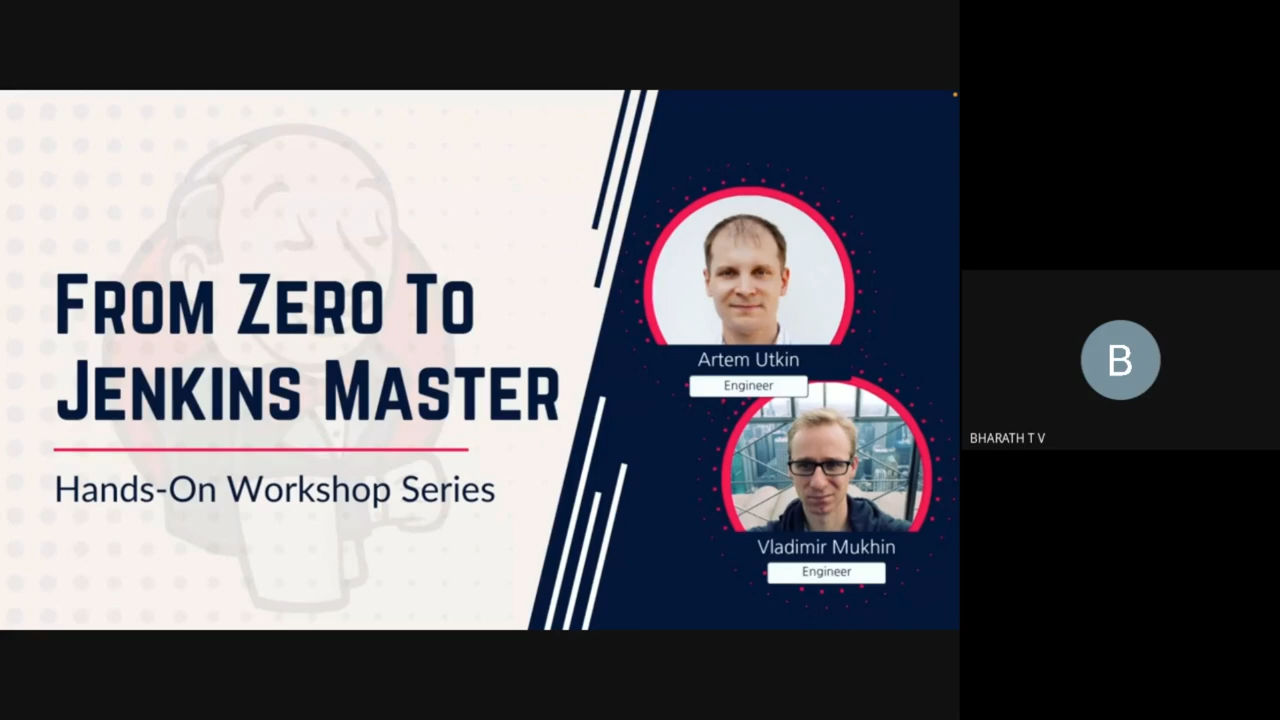 From Zero To
Jenkins Master
Hands-On Workshop Series
Artem Utkin
Engineer
Vladimir Mukhin
Engineer
B
BHARATH T V